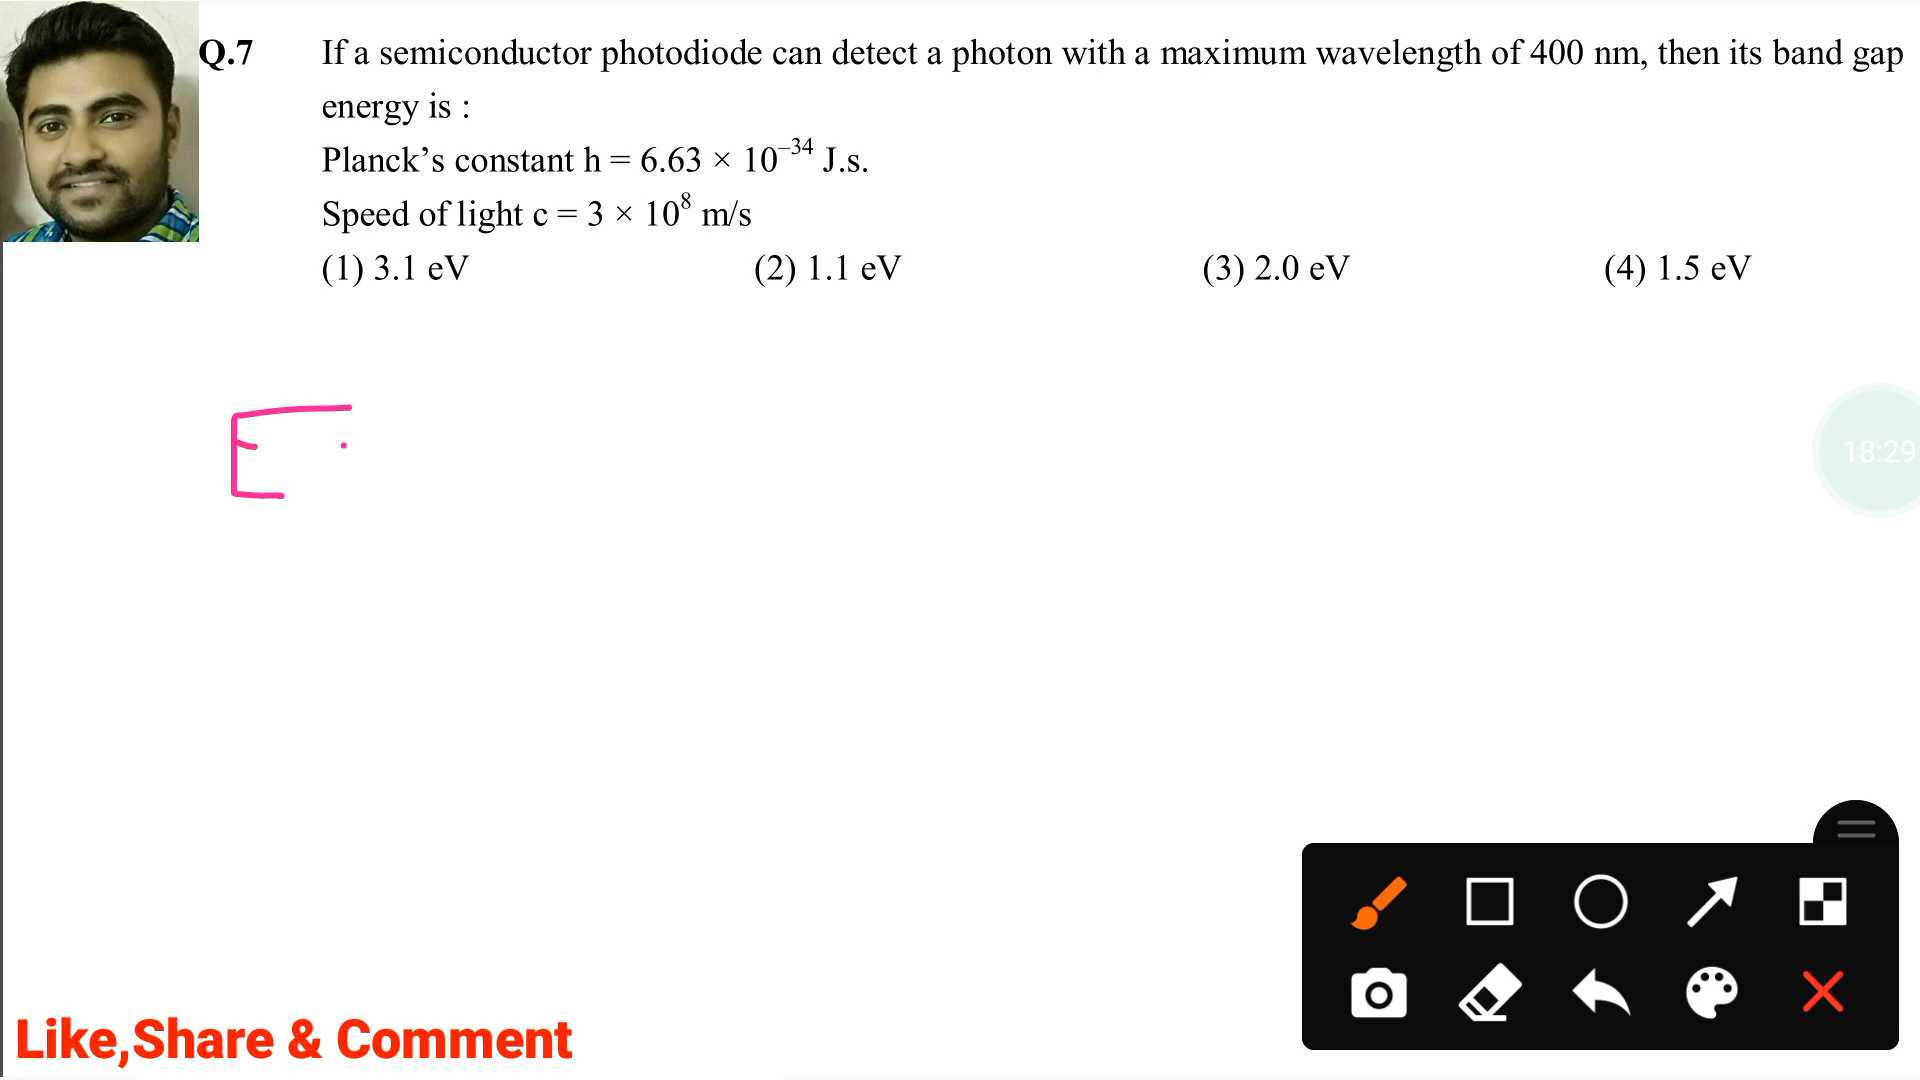 Q.7 If a semiconductor photodiode can detect a photon with a maximum wavelength of 400 nm, then its band gap
energy is :
Planck’s constant h = 6.63 × 10⁻³⁴ J.s.
Speed of light c = 3 × 10⁸ m/s
(1) 3.1 eV (2) 1.1 eV (3) 2.0 eV (4) 1.5 eV
E
18:29
Like,Share & Comment